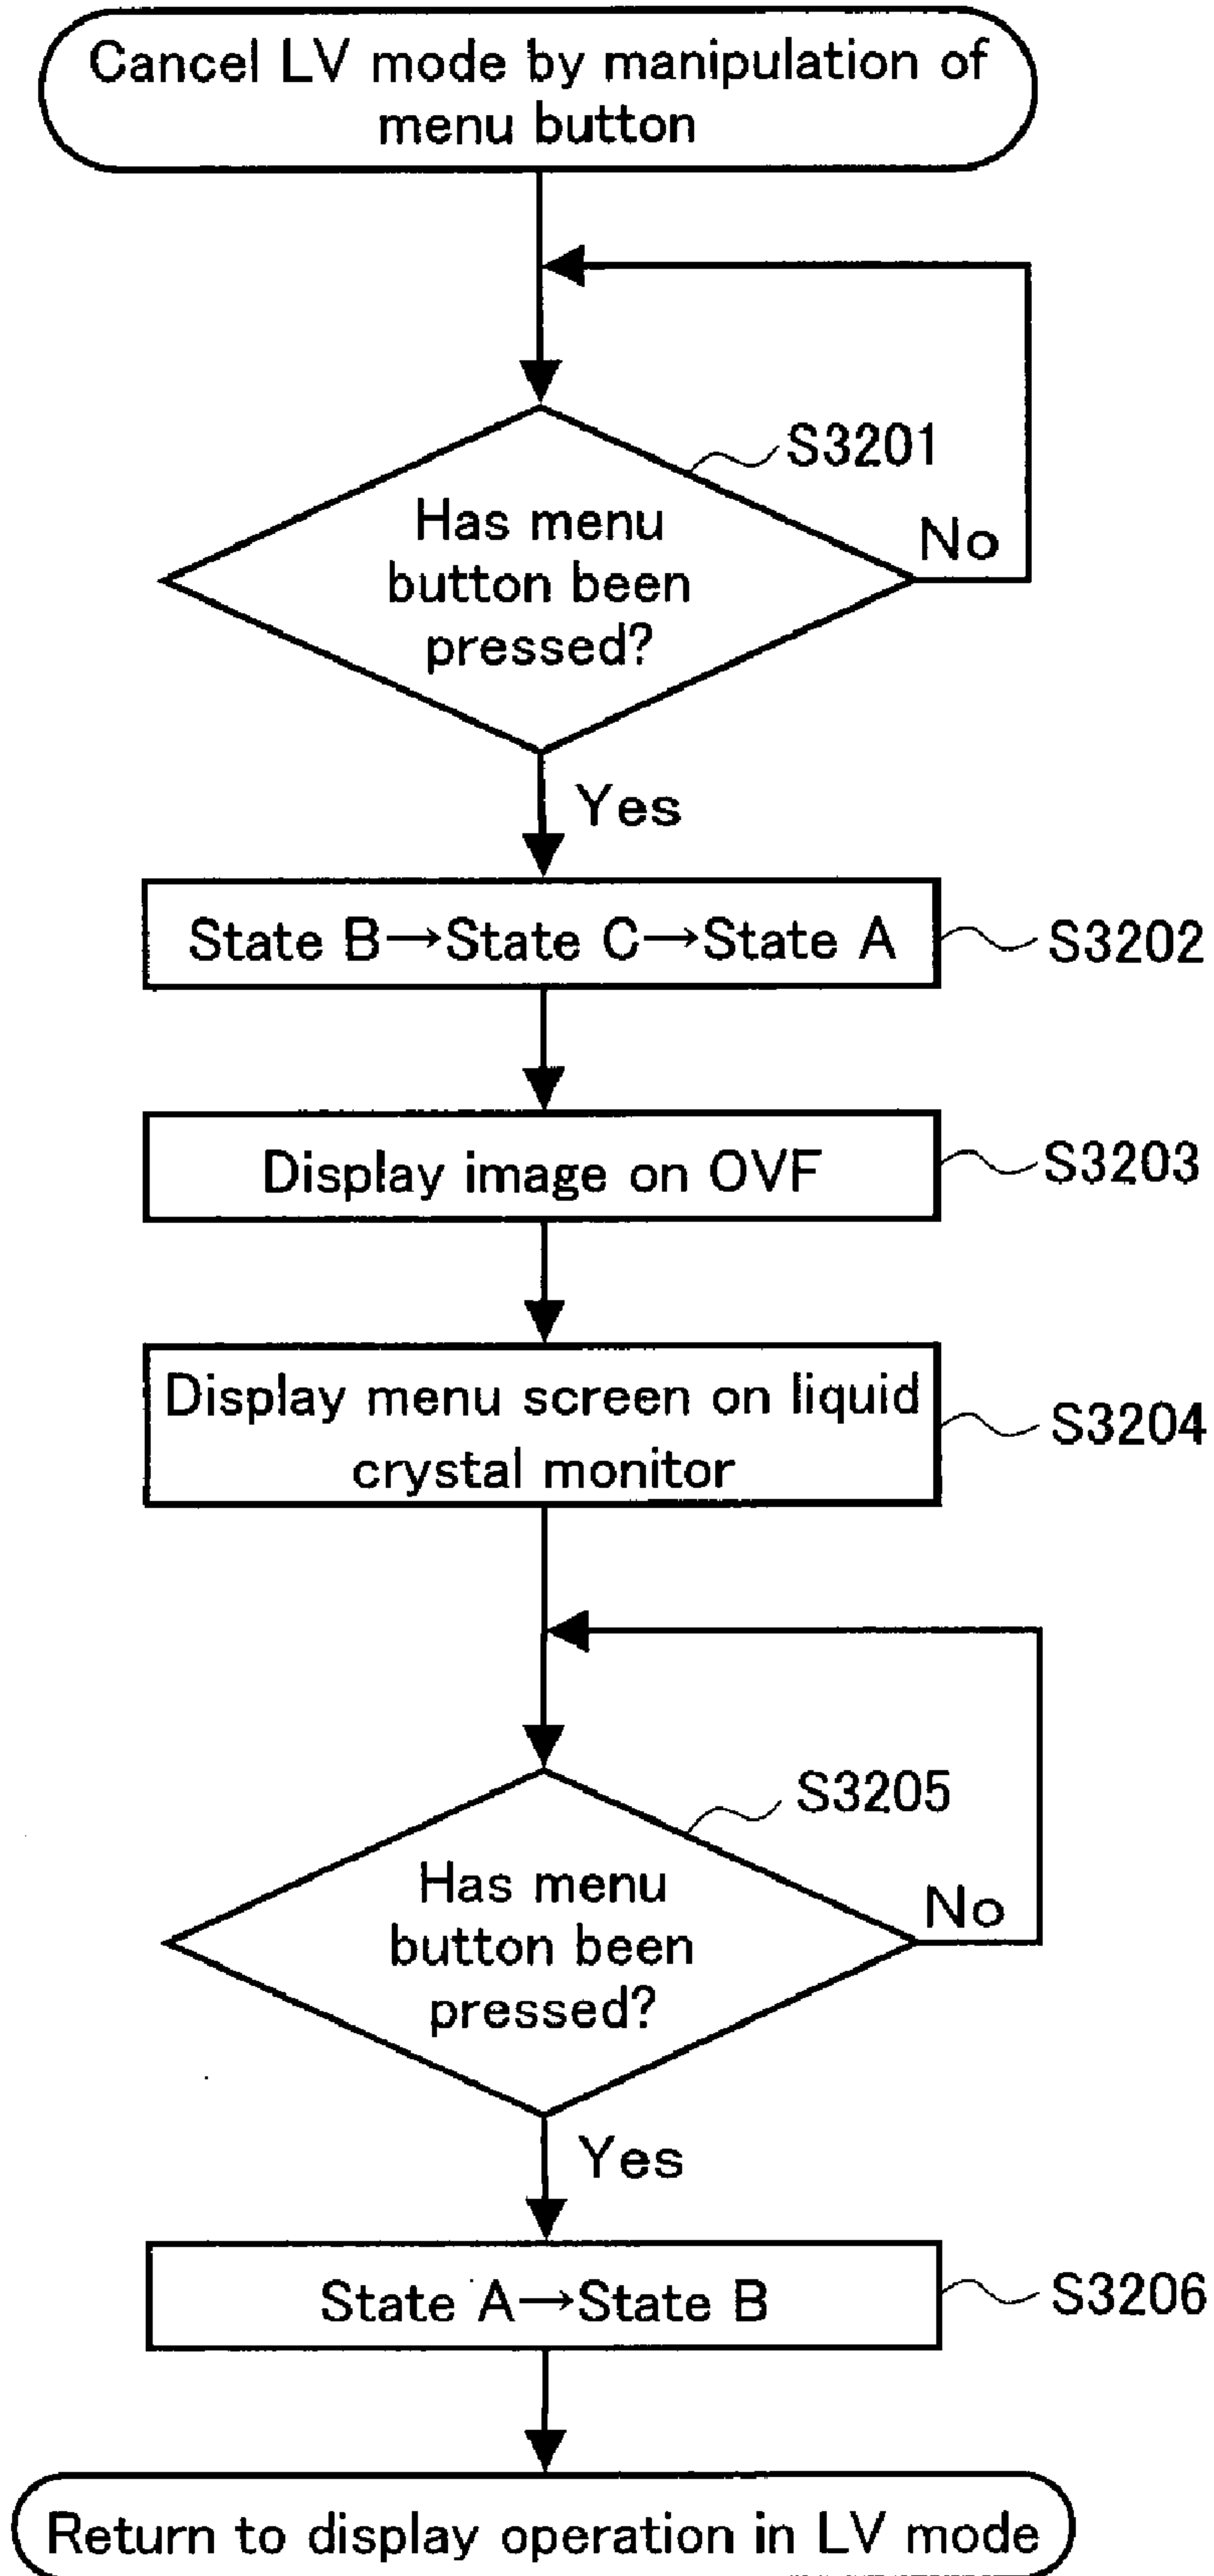 Cancel LV mode by manipulation of
menu button
S3201
Has menu
button been
pressed?
No
Yes
State B→State C→State A
S3202
Display image on OVF
S3203
Display menu screen on liquid
crystal monitor
S3204
S3205
Has menu
button been
pressed?
No
Yes
State A→State B
S3206
Return to display operation in LV mode